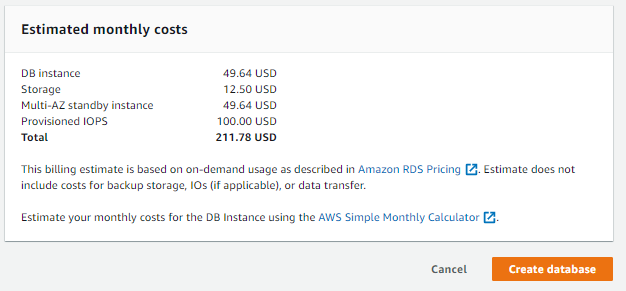 Estimated monthly costs
DB instance 49.64 USD
Storage 12.50 USD
Multi-AZ standby instance 49.64 USD
Provisioned IOPS 100.00 USD
Total 211.78 USD
This billing estimate is based on on-demand usage as described in Amazon RDS Pricing. Estimate does not
include costs for backup storage, IOs (if applicable), or data transfer.
Estimate your monthly costs for the DB Instance using the AWS Simple Monthly Calculator.
Cancel Create database